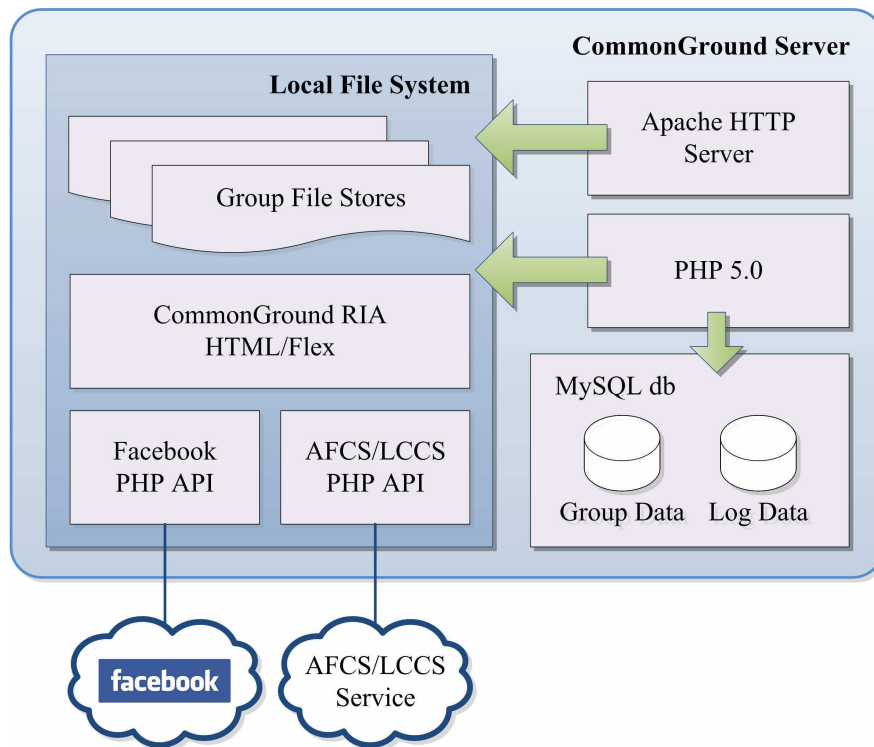 CommonGround Server
Local File System
Apache HTTP
Server
Group File Stores
PHP 5.0
CommonGround RIA
HTML/Flex
MySQL db
Group Data
Log Data
Facebook
PHP API
AFCS/LCCS
PHP API
facebook
AFCS/LCCS
Service